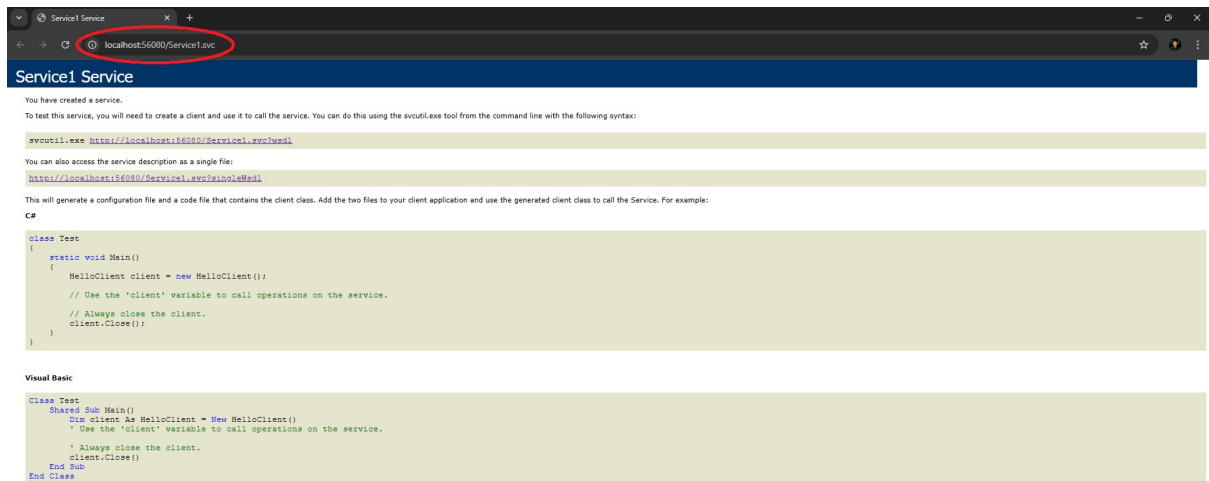 Service1 Service
localhost:56080/Service1.svc
Service1 Service
You have created a service.
To test this service, you will need to create a client and use it to call the service. You can do this using the svcutil.exe tool from the command line with the following syntax:
svcutil.exe http://localhost:56080/Service1.svc?wsdl
You can also access the service description as a single file:
http://localhost:56080/Service1.svc?singleWsdl
This will generate a configuration file and a code file that contains the client class. Add the two files to your client application and use the generated client class to call the Service. For example:
C#
class Test
{
    static void Main()
    {
        HelloClient client = new HelloClient();
        // Use the 'client' variable to call operations on the service.
        // Always close the client.
        client.Close();
    }
}
Visual Basic
Class Test
    Shared Sub Main()
        Dim client As HelloClient = New HelloClient()
        ' Use the 'client' variable to call operations on the service.
        ' Always close the client.
        client.Close()
    End Sub
End Class